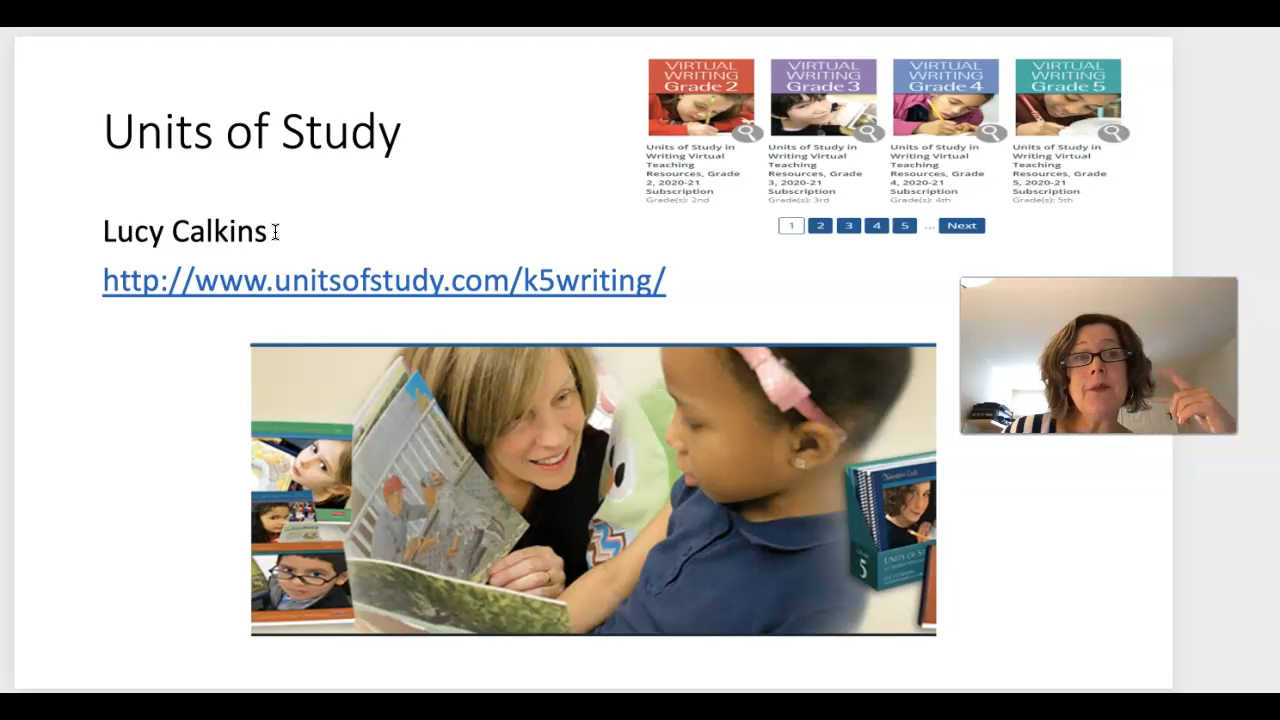 Units of Study
Lucy Calkins
http://www.unitsofstudy.com/k5writing/
VIRTUAL
WRITING
Grade 2
Units of Study in
Writing Virtual
Teaching
Resources, Grade
2, 2020-21
Subscription
Grade(s): 2nd
VIRTUAL
WRITING
Grade 3
Units of Study in
Writing Virtual
Teaching
Resources, Grade
3, 2020-21
Subscription
Grade(s): 3rd
VIRTUAL
WRITING
Grade 4
Units of Study in
Writing Virtual
Teaching
Resources, Grade
4, 2020-21
Subscription
Grade(s): 4th
VIRTUAL
WRITING
Grade 5
Units of Study in
Writing Virtual
Teaching
Resources, Grade
5, 2020-21
Subscription
Grade(s): 5th
1 2 3 4 5 ... Next
5